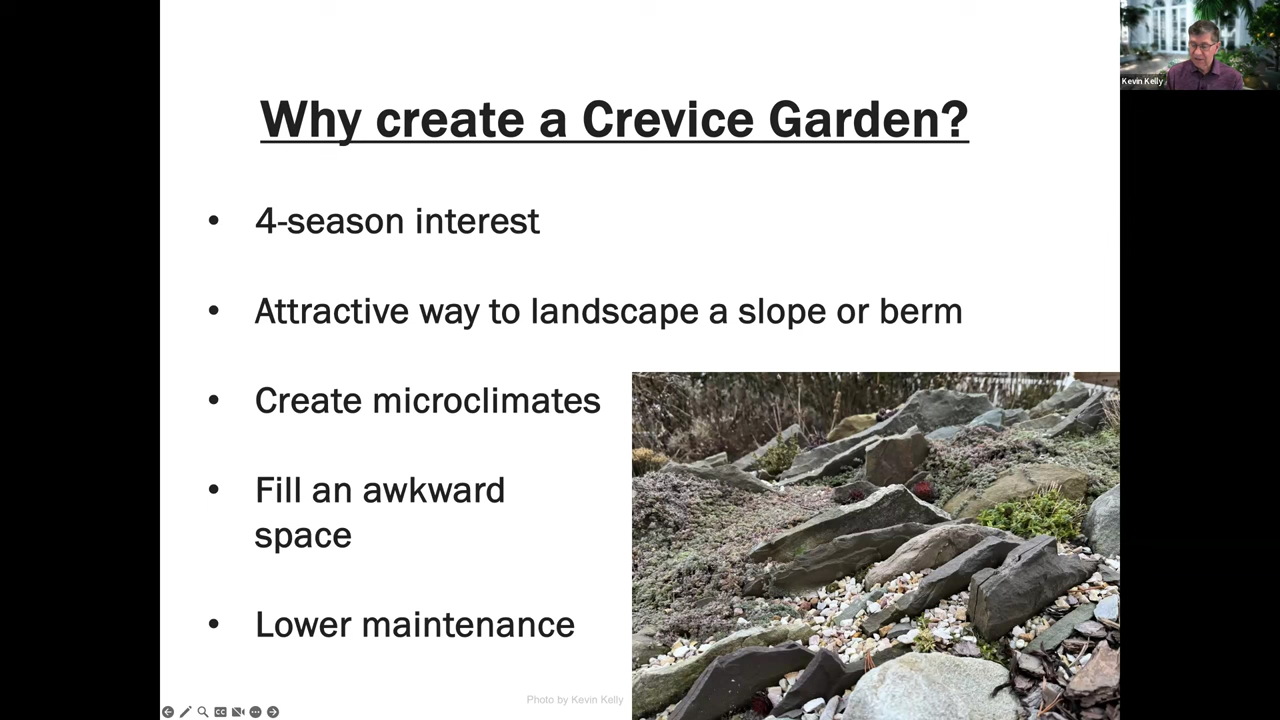 Why create a Crevice Garden?
• 4-season interest
• Attractive way to landscape a slope or berm
• Create microclimates
• Fill an awkward
space
• Lower maintenance
Photo by Kevin Kelly
Kevin Kelly